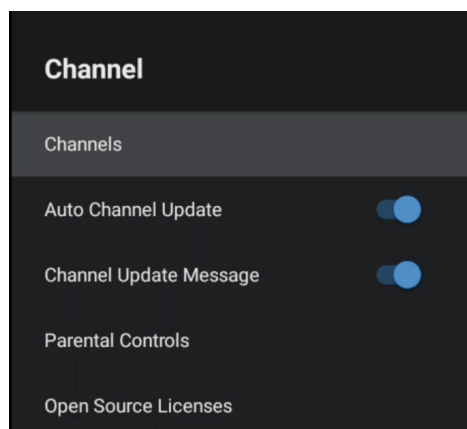 Channel
Channels
Auto Channel Update
Channel Update Message
Parental Controls
Open Source Licenses